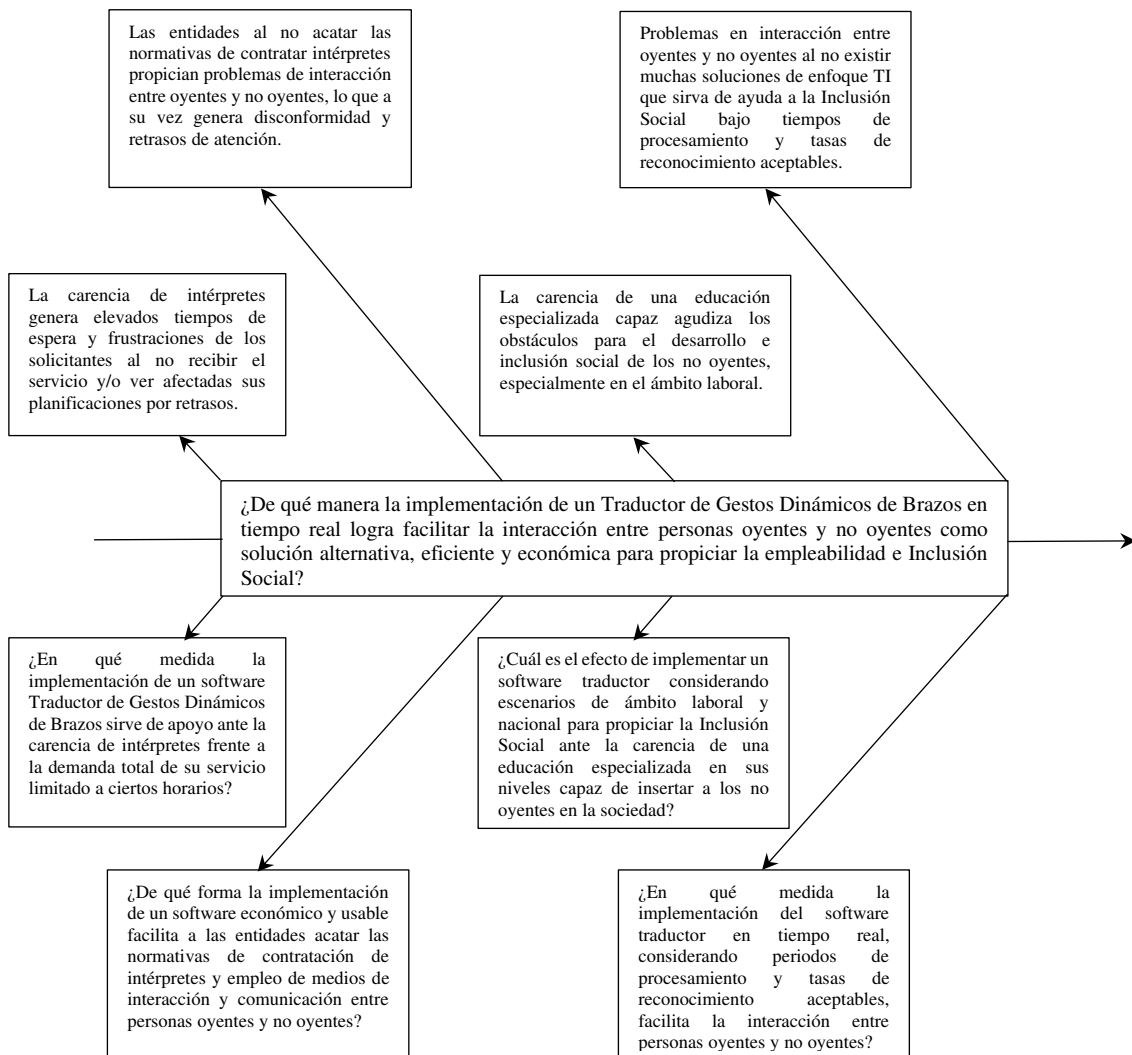 Las entidades al no acatar las
normativas de contratar intérpretes
propician problemas de interacción
entre oyentes y no oyentes, lo que a
su vez genera disconformidad y
retrasos de atención.
Problemas en interacción entre
oyentes y no oyentes al no existir
muchas soluciones de enfoque TI
que sirva de ayuda a la Inclusión
Social bajo tiempos de
procesamiento y tasas de
reconocimiento aceptables.
La carencia de intérpretes
genera elevados tiempos de
espera y frustraciones de los
solicitantes al no recibir el
servicio y/o ver afectadas sus
planificaciones por retrasos.
La carencia de una educación
especializada capaz agudiza los
obstáculos para el desarrollo e
inclusión social de los no oyentes,
especialmente en el ámbito laboral.
¿De qué manera la implementación de un Traductor de Gestos Dinámicos de Brazos en
tiempo real logra facilitar la interacción entre personas oyentes y no oyentes como
solución alternativa, eficiente y económica para propiciar la empleabilidad e Inclusión
Social?
¿En qué medida la
implementación de un software
Traductor de Gestos Dinámicos
de Brazos sirve de apoyo ante la
carencia de intérpretes frente a
la demanda total de su servicio
limitado a ciertos horarios?
¿Cuál es el efecto de implementar un
software traductor considerando
escenarios de ámbito laboral y
nacional para propiciar la Inclusión
Social ante la carencia de una
educación especializada en sus
niveles capaz de insertar a los no
oyentes en la sociedad?
¿De qué forma la implementación
de un software económico y usable
facilita a las entidades acatar las
normativas de contratación de
intérpretes y empleo de medios de
interacción y comunicación entre
personas oyentes y no oyentes?
¿En qué medida la
implementación del software
traductor en tiempo real,
considerando periodos de
procesamiento y tasas de
reconocimiento aceptables,
facilita la interacción entre
personas oyentes y no oyentes?